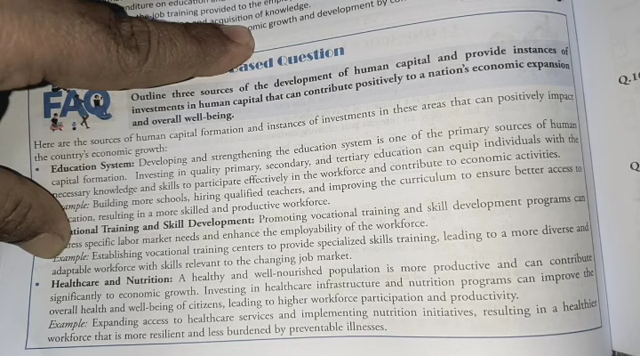 nditure on education
the-job training provided to the empl
acquisition of knowledge.
omic growth and development by co
ased Question
FAQ
Outline three sources of the development of human capital and provide instances of
investments in human capital that can contribute positively to a nation's economic expansion
and overall well-being.
Here are the sources of human capital formation and instances of investments in these areas that can positively impact
the country's economic growth:
• Education System: Developing and strengthening the education system is one of the primary sources of human
capital formation. Investing in quality primary, secondary, and tertiary education can equip individuals with the
necessary knowledge and skills to participate effectively in the workforce and contribute to economic activities.
ample: Building more schools, hiring qualified teachers, and improving the curriculum to ensure better access to
cation, resulting in a more skilled and productive workforce.
ational Training and Skill Development: Promoting vocational training and skill development programs can
ress specific labor market needs and enhance the employability of the workforce.
Example: Establishing vocational training centers to provide specialized skills training, leading to a more diverse and
adaptable workforce with skills relevant to the changing job market.
• Healthcare and Nutrition: A healthy and well-nourished population is more productive and can contribute
significantly to economic growth. Investing in healthcare infrastructure and nutrition programs can improve the
overall health and well-being of citizens, leading to higher workforce participation and productivity.
Example: Expanding access to healthcare services and implementing nutrition initiatives, resulting in a healthier
workforce that is more resilient and less burdened by preventable illnesses.
Q.1
Q